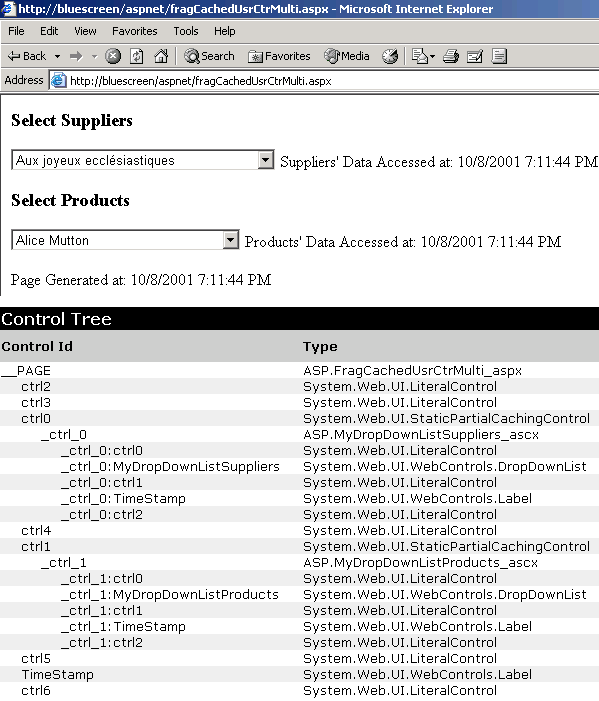 http://bluescreen/aspnet/fragCachedUsrCtrMulti.aspx - Microsoft Internet Explorer
File Edit View Favorites Tools Help
Back Search Favorites Media
Address http://bluescreen/aspnet/fragCachedUsrCtrMulti.aspx
Select Suppliers
Aux joyeux ecclésiastiques Suppliers' Data Accessed at: 10/8/2001 7:11:44 PM
Select Products
Alice Mutton Products' Data Accessed at: 10/8/2001 7:11:44 PM
Page Generated at: 10/8/2001 7:11:44 PM
Control Tree
Control Id Type
__PAGE ASP.FragCachedUsrCtrMulti_aspx
ctrl2 System.Web.UI.LiteralControl
ctrl3 System.Web.UI.LiteralControl
ctrl0 System.Web.UI.StaticPartialCachingControl
_ctrl_0 ASP.MyDropDownListSuppliers_ascx
_ctrl_0:ctrl0 System.Web.UI.LiteralControl
_ctrl_0:MyDropDownListSuppliers System.Web.UI.WebControls.DropDownList
_ctrl_0:ctrl1 System.Web.UI.LiteralControl
_ctrl_0:TimeStamp System.Web.UI.WebControls.Label
_ctrl_0:ctrl2 System.Web.UI.LiteralControl
ctrl4 System.Web.UI.LiteralControl
ctrl1 System.Web.UI.StaticPartialCachingControl
_ctrl_1 ASP.MyDropDownListProducts_ascx
_ctrl_1:ctrl0 System.Web.UI.LiteralControl
_ctrl_1:MyDropDownListProducts System.Web.UI.WebControls.DropDownList
_ctrl_1:ctrl1 System.Web.UI.LiteralControl
_ctrl_1:TimeStamp System.Web.UI.WebControls.Label
_ctrl_1:ctrl2 System.Web.UI.LiteralControl
ctrl5 System.Web.UI.LiteralControl
TimeStamp System.Web.UI.WebControls.Label
ctrl6 System.Web.UI.LiteralControl